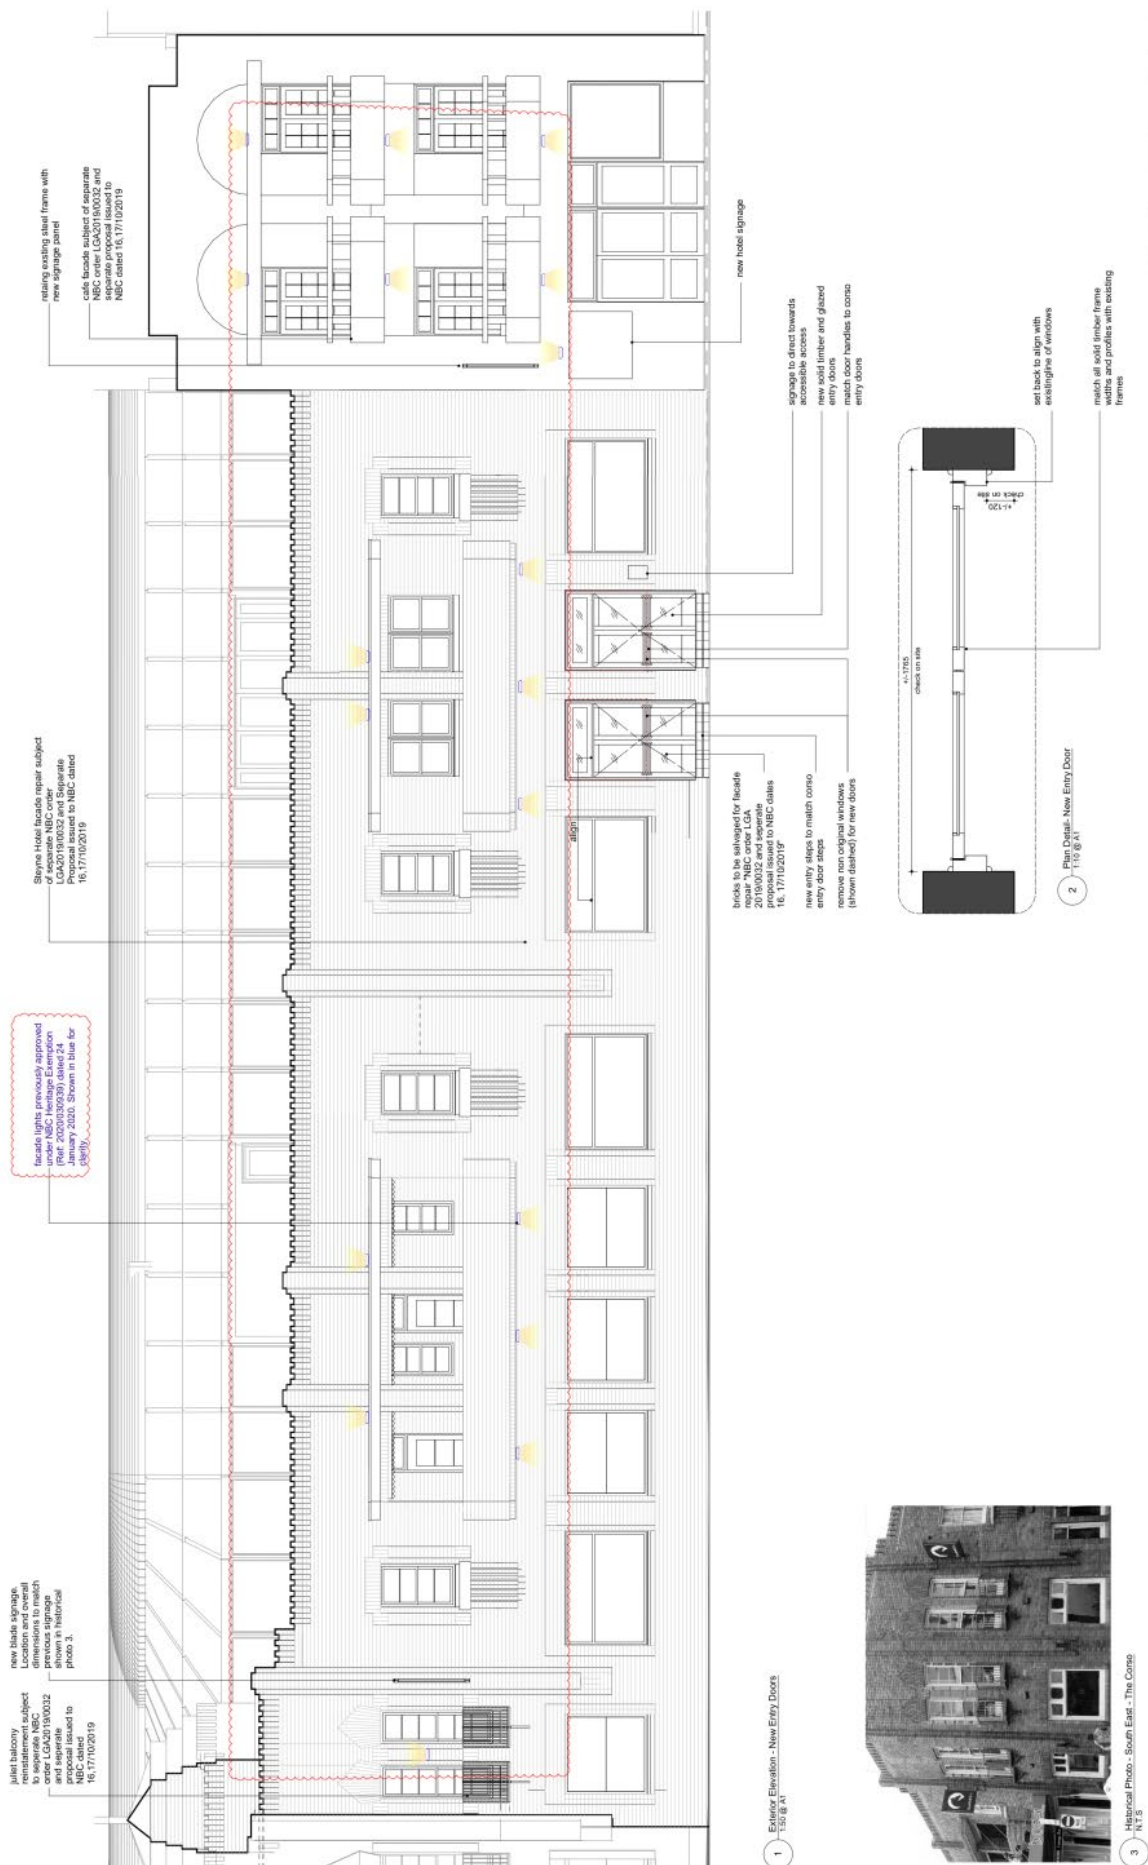 juliet balcony
reinstatement subject
to seperate NBC
order LGA2019/0032
and seperate
proposal issued to
NBC dated
16,17/10/2019
new blade signage.
Location and overall
dimensions to match
previous signage
shown in historical
photo 3.
facade lights previously approved
under NBC Heritage Exemption
(Ref: 2020/030939) dated 24
January 2020. Shown in blue for
clarity.
Steyne Hotel facade repair subject
of separate NBC order
LGA2019/0032 and Separate
Proposal issued to NBC dated
16,17/10/2019
retaing exsting steel frame with
new signage panel
cafe facade subject of separate
NBC order LGA2019/0032 and
separate proposal issued to
NBC dated 16,17/10/2019
align
bricks to be salvaged for facade
repair "NBC order LGA
2019/0032 and seperate
proposal issued to NBC dates
16, 17/10/2019"
new entry steps to match corso
entry door steps
remove non original windows
(shown dashed) for new doors
signage to direct towards
accessible access
new solid timber and glazed
entry doors
match door handles to corso
entry doors
new hotel signage
1
Exterior Elevation - New Entry Doors
1:50 @ A1
+/-1765
check on site
+/-120
check on site
set back to align with
existingline of windows
match all solid timber frame
widths and profiles with existing
frames
2
Plan Detail- New Entry Door
1:10 @ A1
3
Historical Photo - South East - The Corso
N.T.S